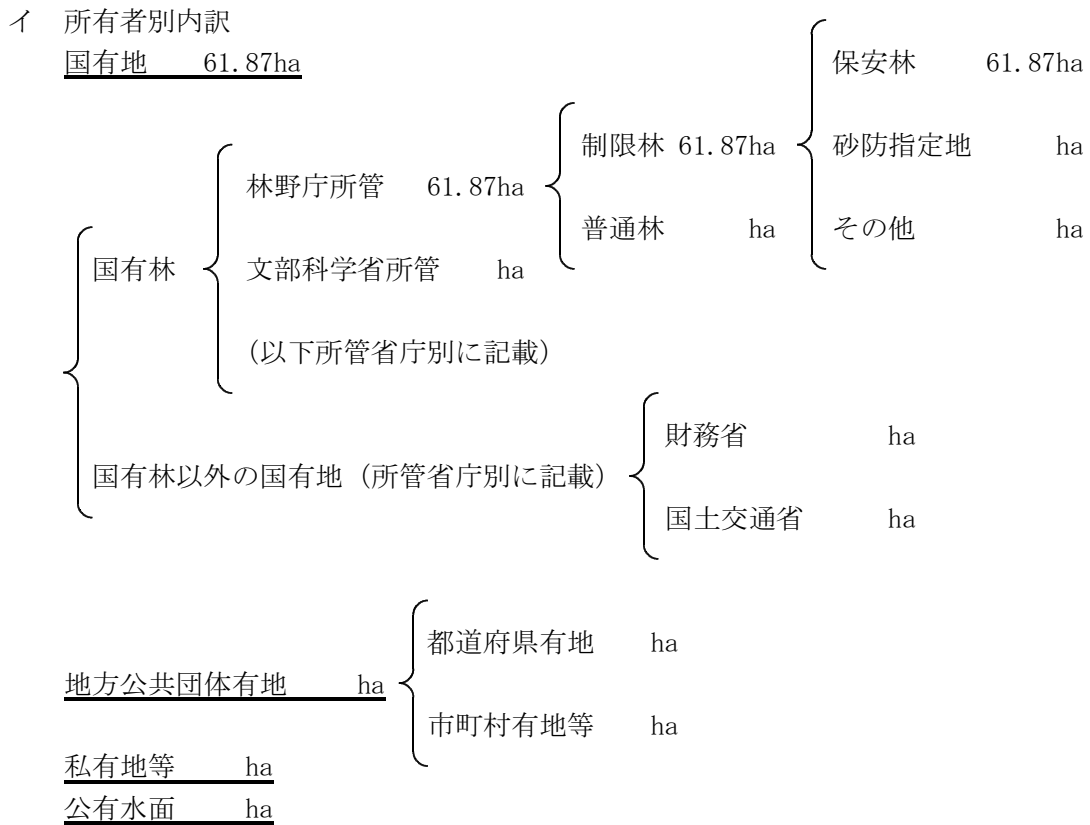 イ 所有者別内訳
国有地 61.87ha
保安林 61.87ha
制限林 61.87ha
砂防指定地 ha
林野庁所管 61.87ha
普通林 ha
その他 ha
国有林
文部科学省所管 ha
(以下所管省庁別に記載)
財務省 ha
国有林以外の国有地(所管省庁別に記載)
国土交通省 ha
都道府県有地 ha
地方公共団体有地 ha
市町村有地等 ha
私有地等 ha
公有水面 ha